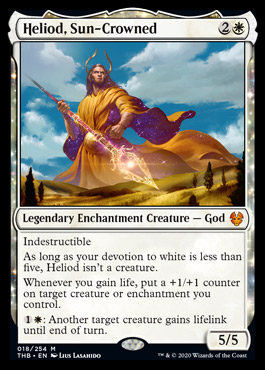 Heliod, Sun-Crowned 2
Legendary Enchantment Creature — God
Indestructible
As long as your devotion to white is less than
five, Heliod isn't a creature.
Whenever you gain life, put a +1/+1 counter
on target creature or enchantment you
control.
1 : Another target creature gains lifelink
until end of turn.
5/5
018/254 M
THB • EN Lius Lasahido
™ & © 2020 Wizards of the Coast